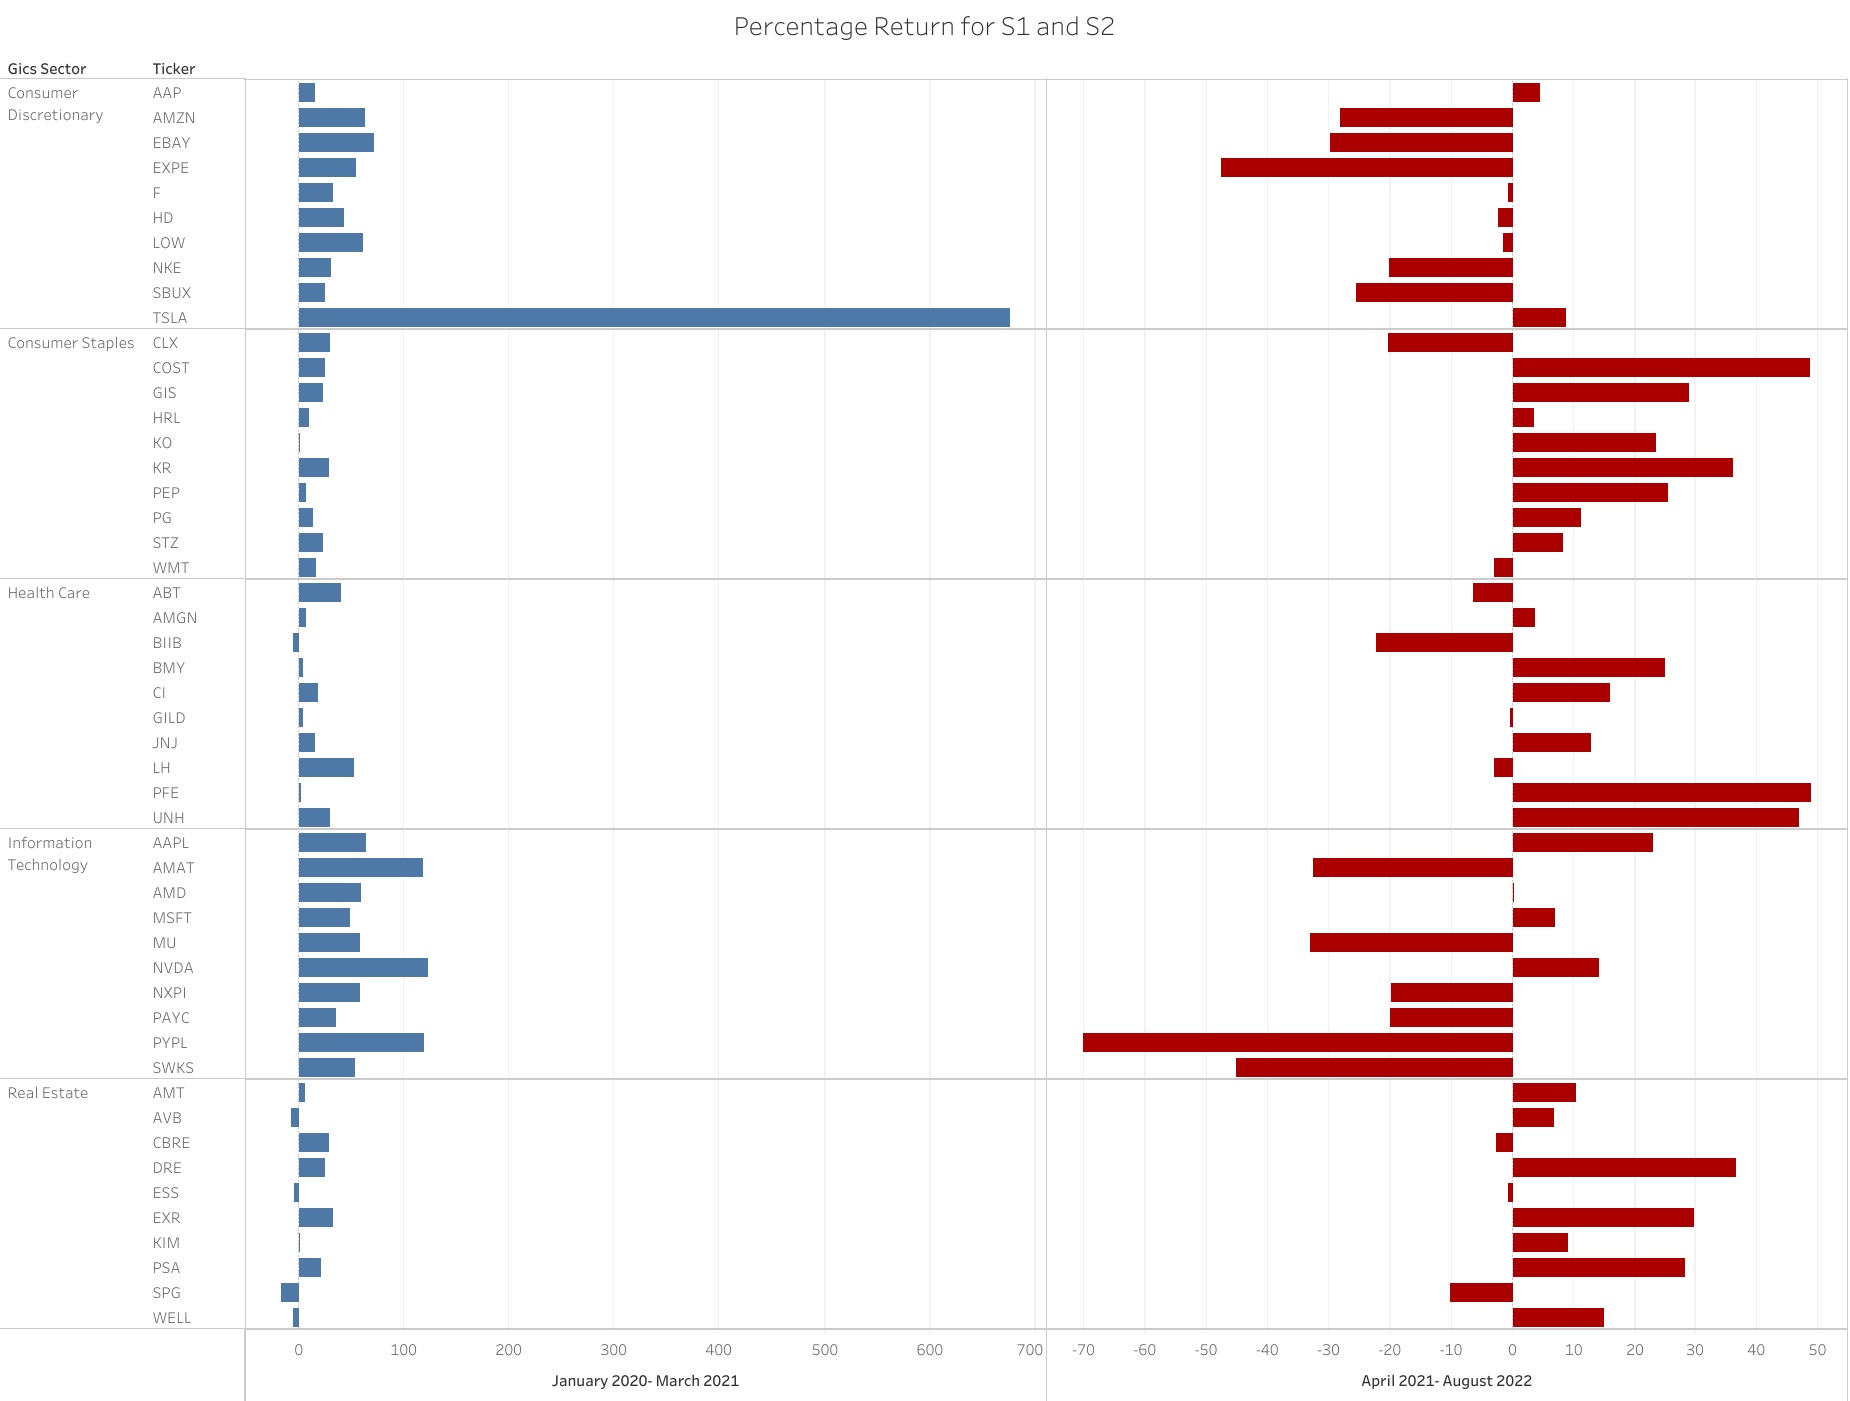 Percentage Return for S1 and S2
Gics Sector Ticker
Consumer AAP
Discretionary AMZN
EBAY
EXPE
F
HD
LOW
NKE
SBUX
TSLA
Consumer Staples CLX
COST
GIS
HRL
KO
KR
PEP
PG
STZ
WMT
Health Care ABT
AMGN
BIIB
BMY
CI
GILD
JNJ
LH
PFE
UNH
Information AAPL
Technology AMAT
AMD
MSFT
MU
NVDA
NXPI
PAYC
PYPL
SWKS
Real Estate AMT
AVB
CBRE
DRE
ESS
EXR
KIM
PSA
SPG
WELL
0 100 200 300 400 500 600 700 -70 -60 -50 -40 -30 -20 -10 0 10 20 30 40 50
January 2020- March 2021 April 2021- August 2022